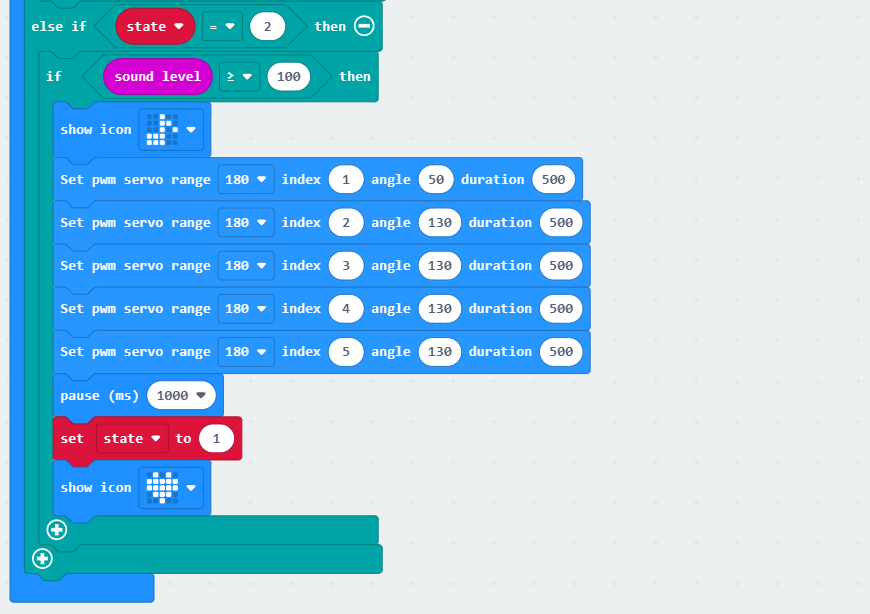 else if state = 2 then
if sound level ≥ 100 then
show icon
Set pwm servo range 180 index 1 angle 50 duration 500
Set pwm servo range 180 index 2 angle 130 duration 500
Set pwm servo range 180 index 3 angle 130 duration 500
Set pwm servo range 180 index 4 angle 130 duration 500
Set pwm servo range 180 index 5 angle 130 duration 500
pause (ms) 1000
set state to 1
show icon